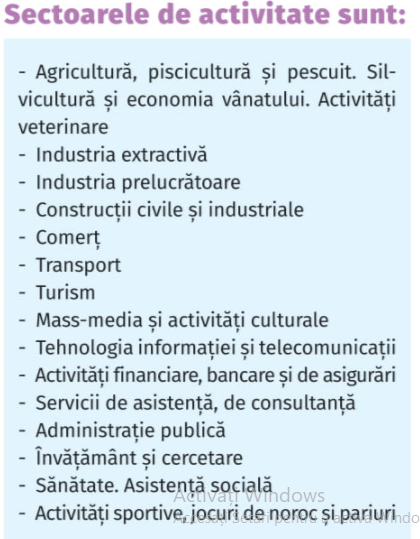 Sectoarele de activitate sunt:
- Agricultură, piscicultură și pescuit. Sil-
vicultură și economia vânatului. Activități
veterinare
- Industria extractivă
- Industria prelucrătoare
- Construcții civile și industriale
- Comerț
- Transport
- Turism
- Mass-media și activități culturale
- Tehnologia informației și telecomunicații
- Activități financiare, bancare și de asigurări
- Servicii de asistență, de consultanță
- Administrație publică
- Învățământ și cercetare
- Sănătate. Asistență socială
Activați Windows
- Activități sportive, jocuri de noroc și pariuri